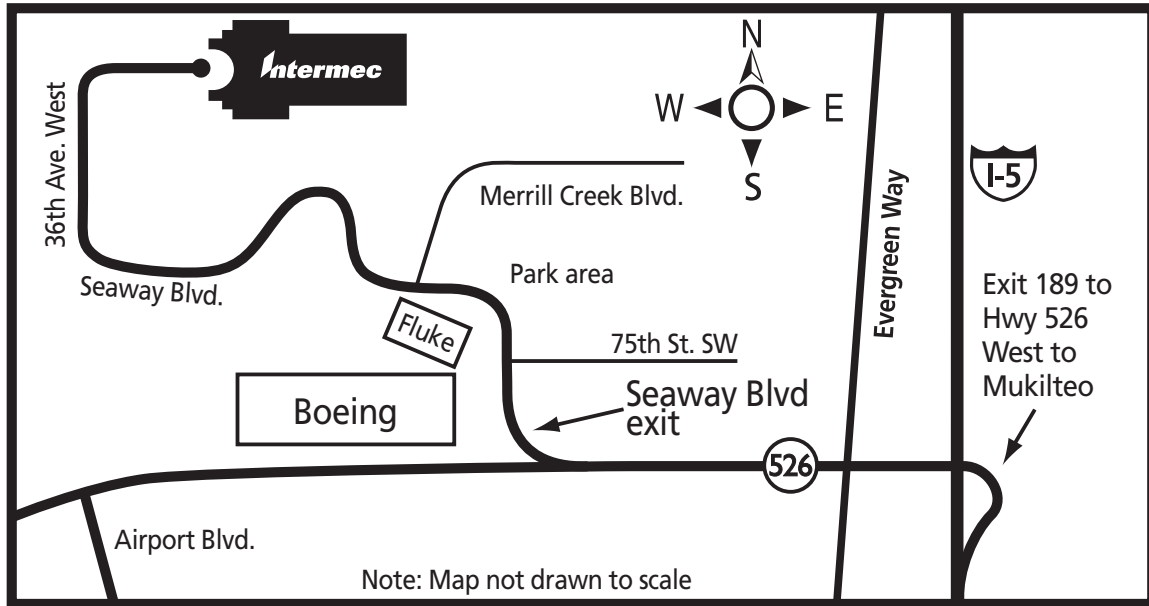 Intermec
N
W
E
S
36th Ave. West
I-5
Merrill Creek Blvd.
Evergreen Way
Seaway Blvd.
Park area
Exit 189 to
Hwy 526
West to
Mukilteo
Fluke
75th St. SW
Boeing
Seaway Blvd
exit
526
Airport Blvd.
Note: Map not drawn to scale